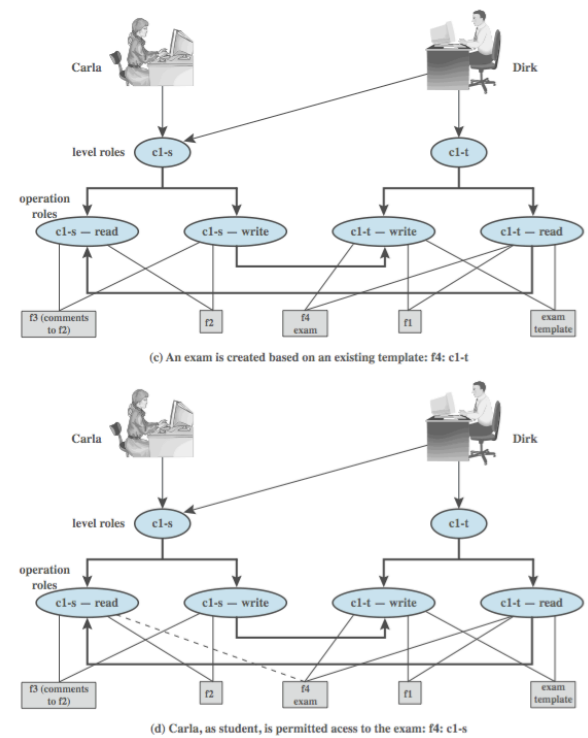 Carla
Dirk
level roles
c1-s
c1-t
operation
roles
c1-s — read
c1-s — write
c1-t — write
c1-t — read
f3 (comments
to f2)
f2
f4
exam
f1
exam
template
(c) An exam is created based on an existing template: f4: c1-t
Carla
Dirk
level roles
c1-s
c1-t
operation
roles
c1-s — read
c1-s — write
c1-t — write
c1-t — read
f3 (comments
to f2)
f2
f4
exam
f1
exam
template
(d) Carla, as student, is permitted acess to the exam: f4: c1-s